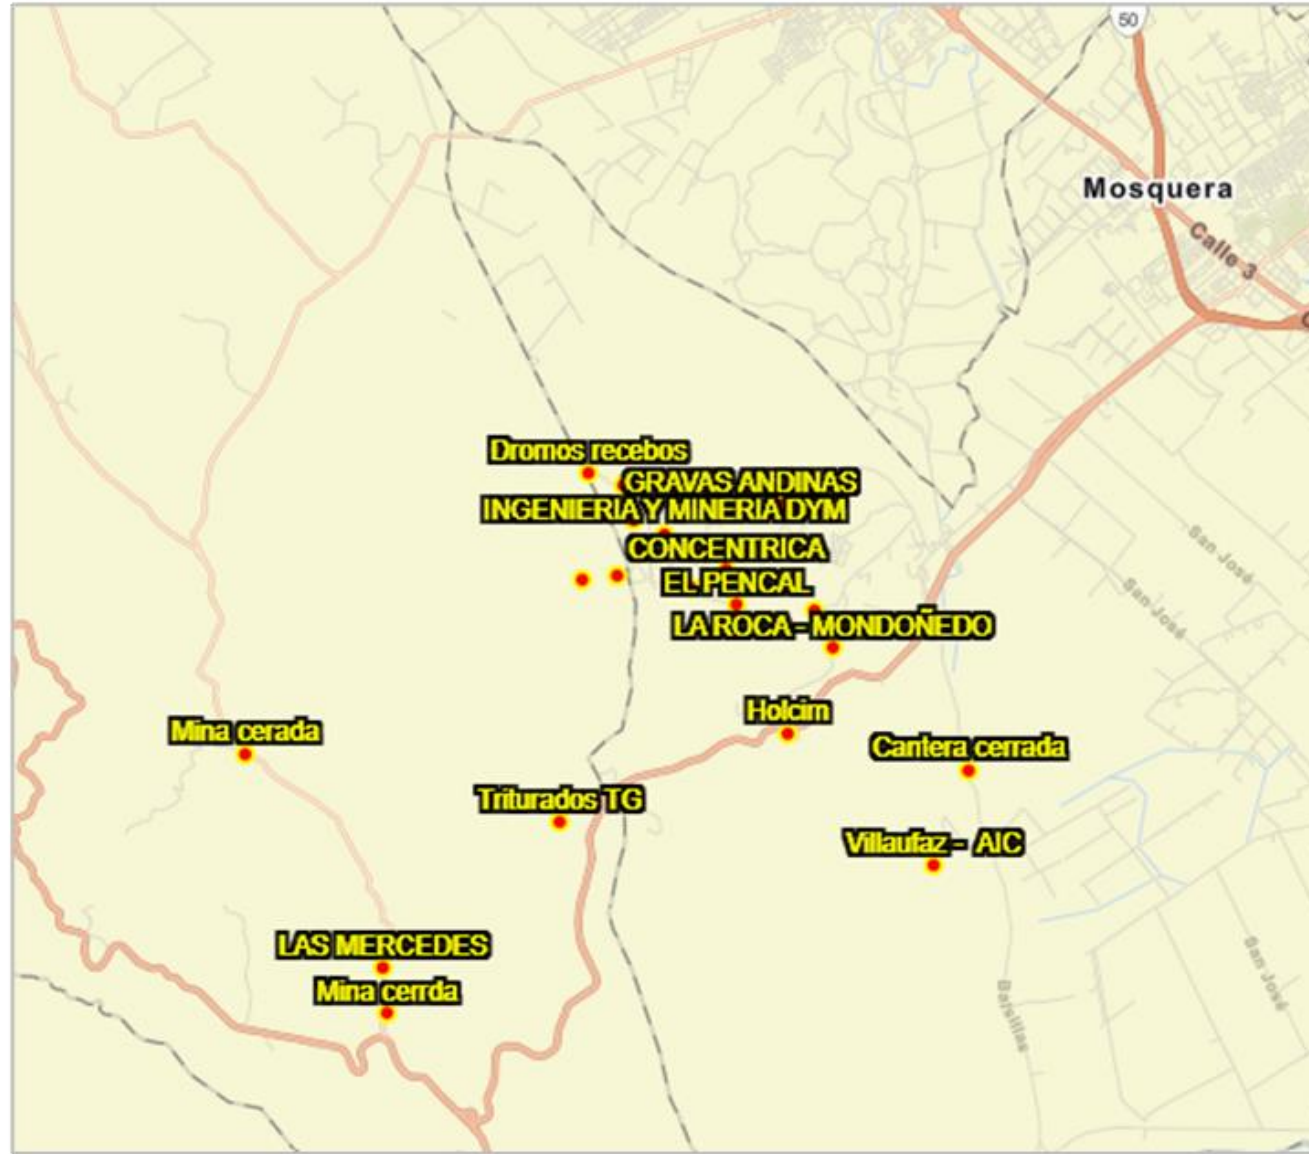 50
Mosquera
Calle 3
Dromos recebos
GRAVAS ANDINAS
INGENIERIA Y MINERIA DYM
CONCENTRICA
EL PENCAL
LA ROCA - MONDOÑEDO
San José
San José
Holcim
Mina cerada
Cantera cerrada
Triturados TG
Villaufaz - AIC
LAS MERCEDES
Mina cerrda
San José
Balsillas